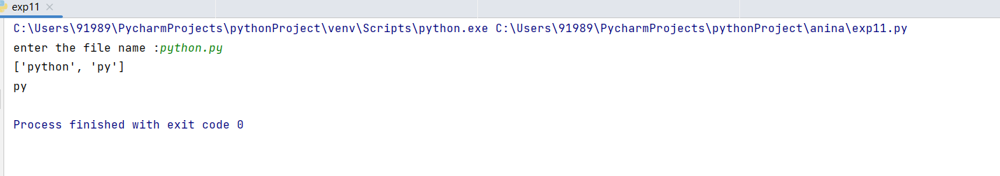 exp11
C:\Users\91989\PycharmProjects\pythonProject\venv\Scripts\python.exe C:\Users\91989\PycharmProjects\pythonProject\anina\exp11.py
enter the file name :python.py
['python', 'py']
py
Process finished with exit code 0